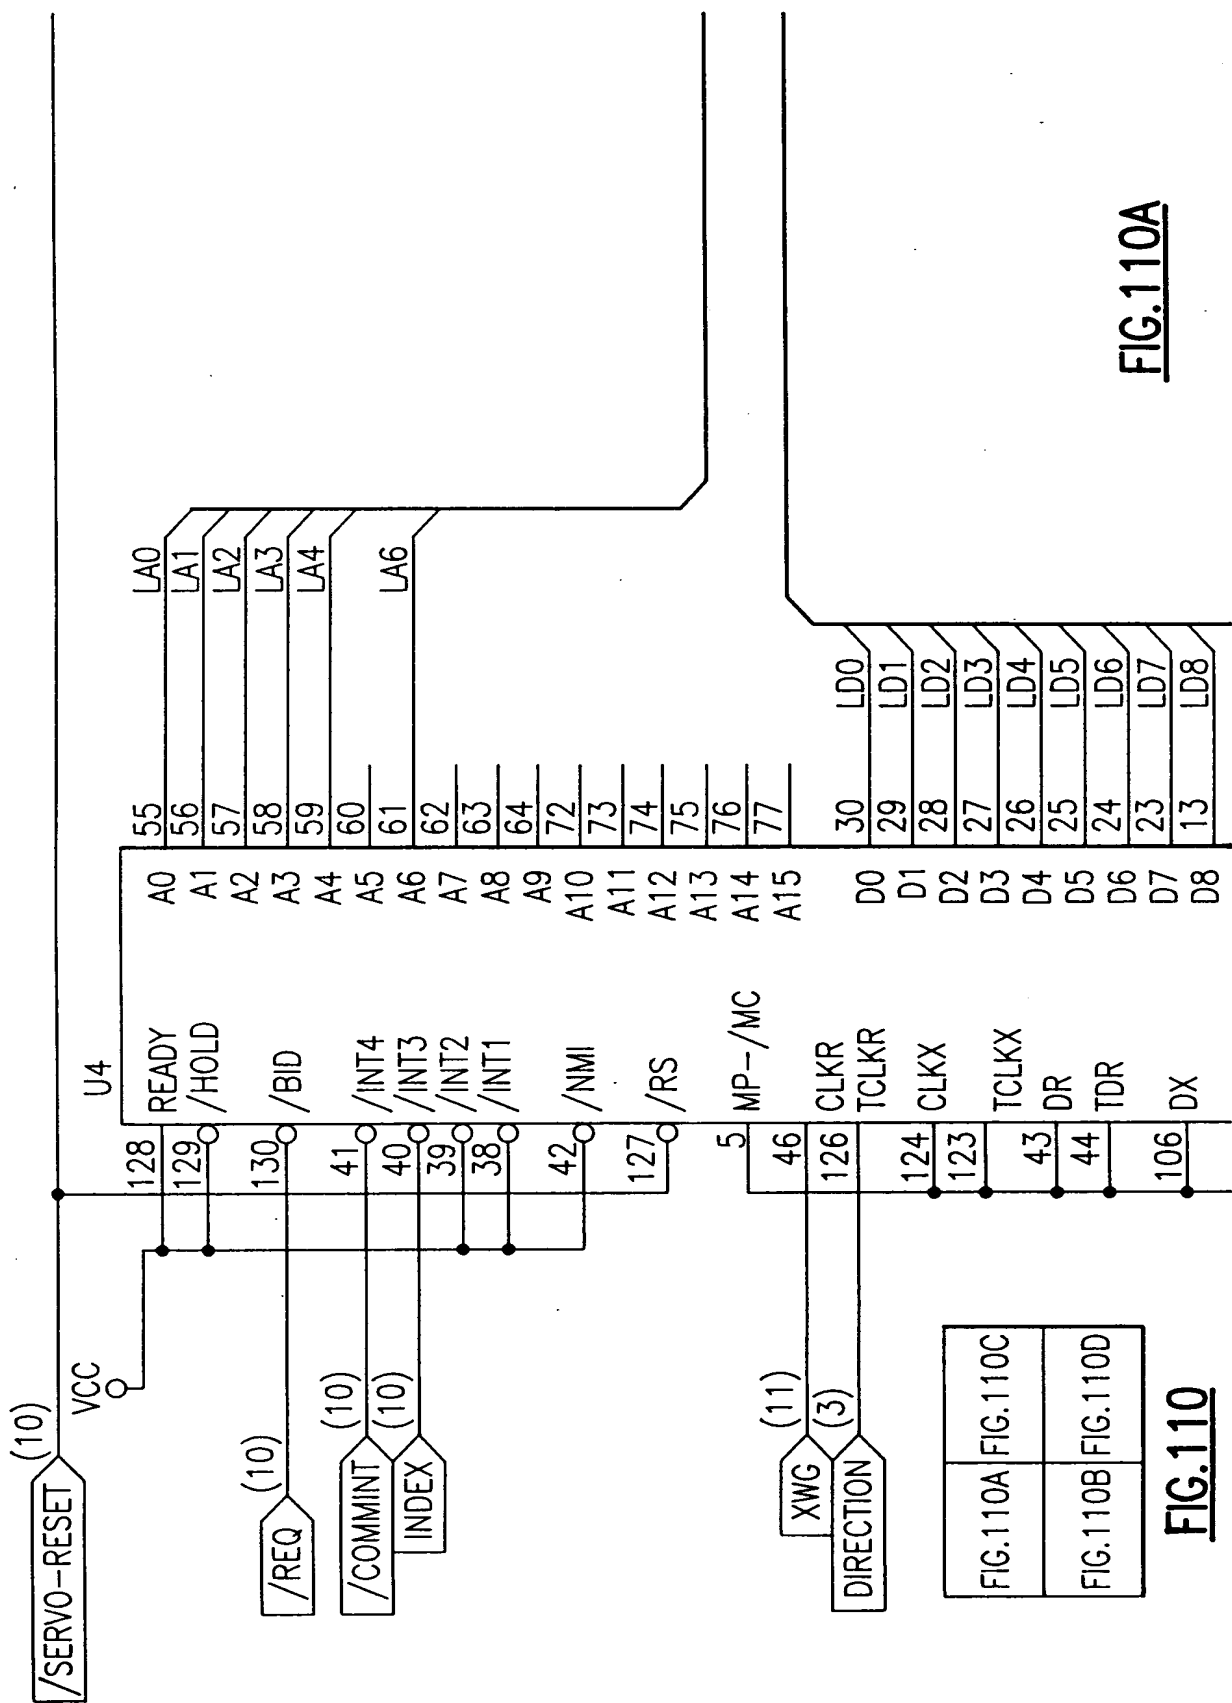 /SERVO-RESET (10)
VCC
/REQ (10)
/COMMINT (10)
INDEX (10)
XWG (11)
DIRECTION (3)
U4
128 READY
129 /HOLD
130 /BID
41 /INT4
40 /INT3
39 /INT2
38 /INT1
42 /NMI
127 /RS
5 MP-/MC
46 CLKR
126 TCLKR
124 CLKX
123 TCLKX
43 DR
44 TDR
106 DX
A0 55 LA0
A1 56 LA1
A2 57 LA2
A3 58 LA3
A4 59 LA4
A5 60
A6 61 LA6
A7 62
A8 63
A9 64
A10 72
A11 73
A12 74
A13 75
A14 76
A15 77
D0 30 LD0
D1 29 LD1
D2 28 LD2
D3 27 LD3
D4 26 LD4
D5 25 LD5
D6 24 LD6
D7 23 LD7
D8 13 LD8
FIG.110A FIG.110C
FIG.110B FIG.110D
FIG.110
FIG.110A